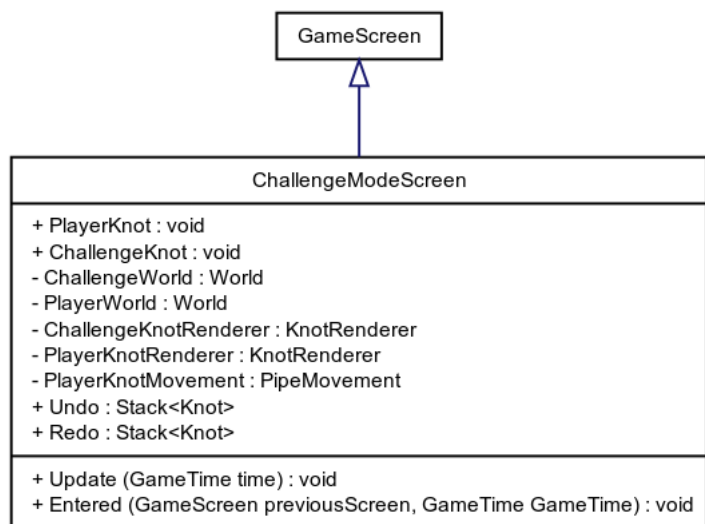 GameScreen
ChallengeModeScreen
+ PlayerKnot : void
+ ChallengeKnot : void
- ChallengeWorld : World
- PlayerWorld : World
- ChallengeKnotRenderer : KnotRenderer
- PlayerKnotRenderer : KnotRenderer
- PlayerKnotMovement : PipeMovement
+ Undo : Stack<Knot>
+ Redo : Stack<Knot>
+ Update (GameTime time) : void
+ Entered (GameScreen previousScreen, GameTime GameTime) : void